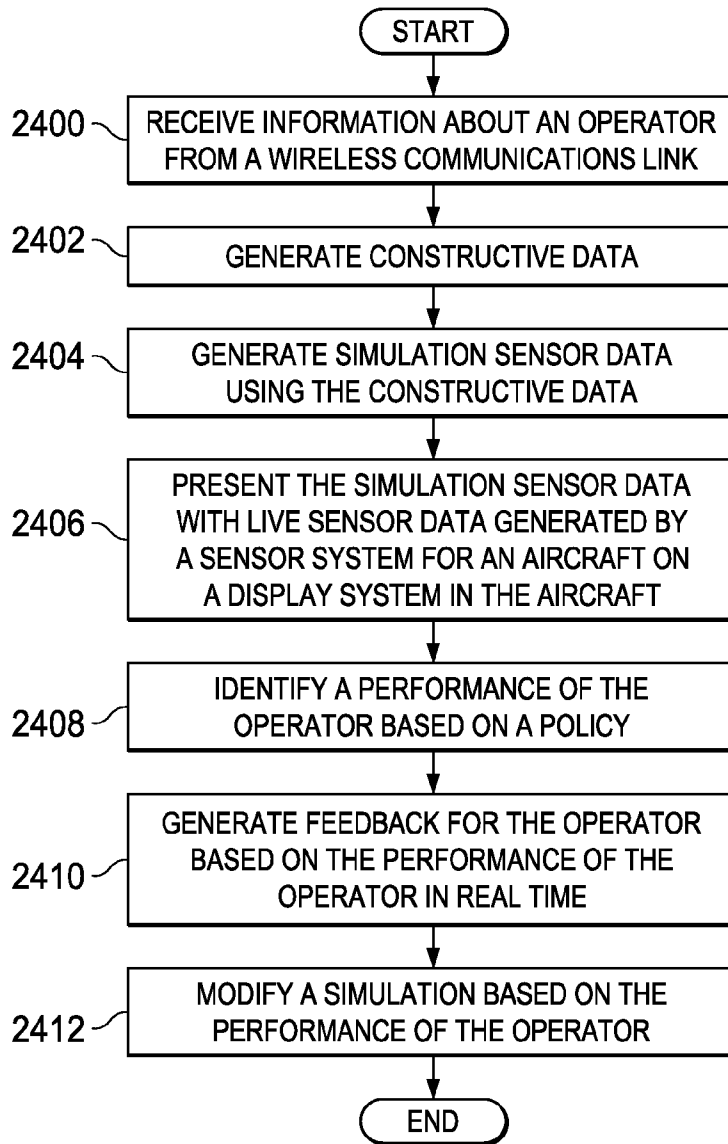 START
2400
RECEIVE INFORMATION ABOUT AN OPERATOR
FROM A WIRELESS COMMUNICATIONS LINK
2402
GENERATE CONSTRUCTIVE DATA
2404
GENERATE SIMULATION SENSOR DATA
USING THE CONSTRUCTIVE DATA
2406
PRESENT THE SIMULATION SENSOR DATA
WITH LIVE SENSOR DATA GENERATED BY
A SENSOR SYSTEM FOR AN AIRCRAFT ON
A DISPLAY SYSTEM IN THE AIRCRAFT
2408
IDENTIFY A PERFORMANCE OF THE
OPERATOR BASED ON A POLICY
2410
GENERATE FEEDBACK FOR THE OPERATOR
BASED ON THE PERFORMANCE OF THE
OPERATOR IN REAL TIME
2412
MODIFY A SIMULATION BASED ON THE
PERFORMANCE OF THE OPERATOR
END